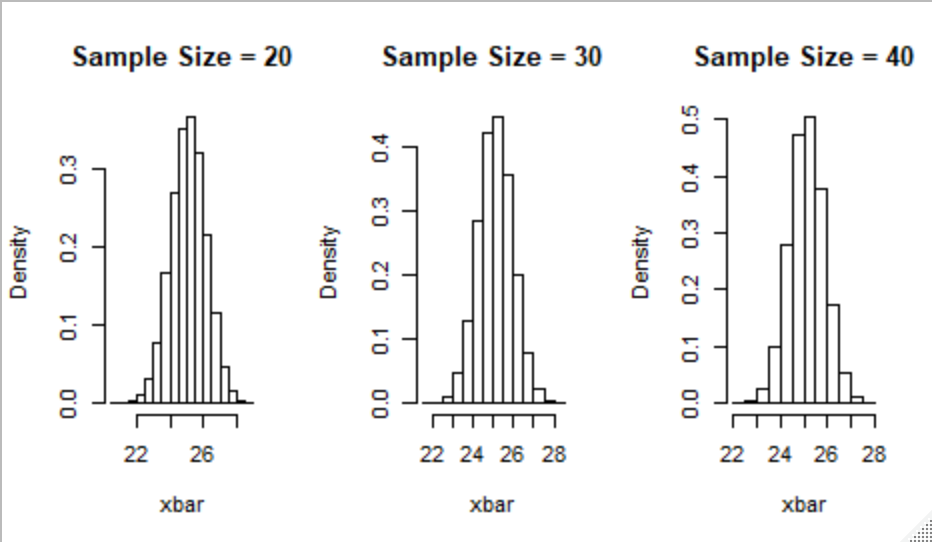 Sample Size = 20
Density
0.0 0.1 0.2 0.3
22 26
xbar
Sample Size = 30
Density
0.0 0.1 0.2 0.3 0.4
22 24 26 28
xbar
Sample Size = 40
Density
0.0 0.1 0.2 0.3 0.4 0.5
22 24 26 28
xbar